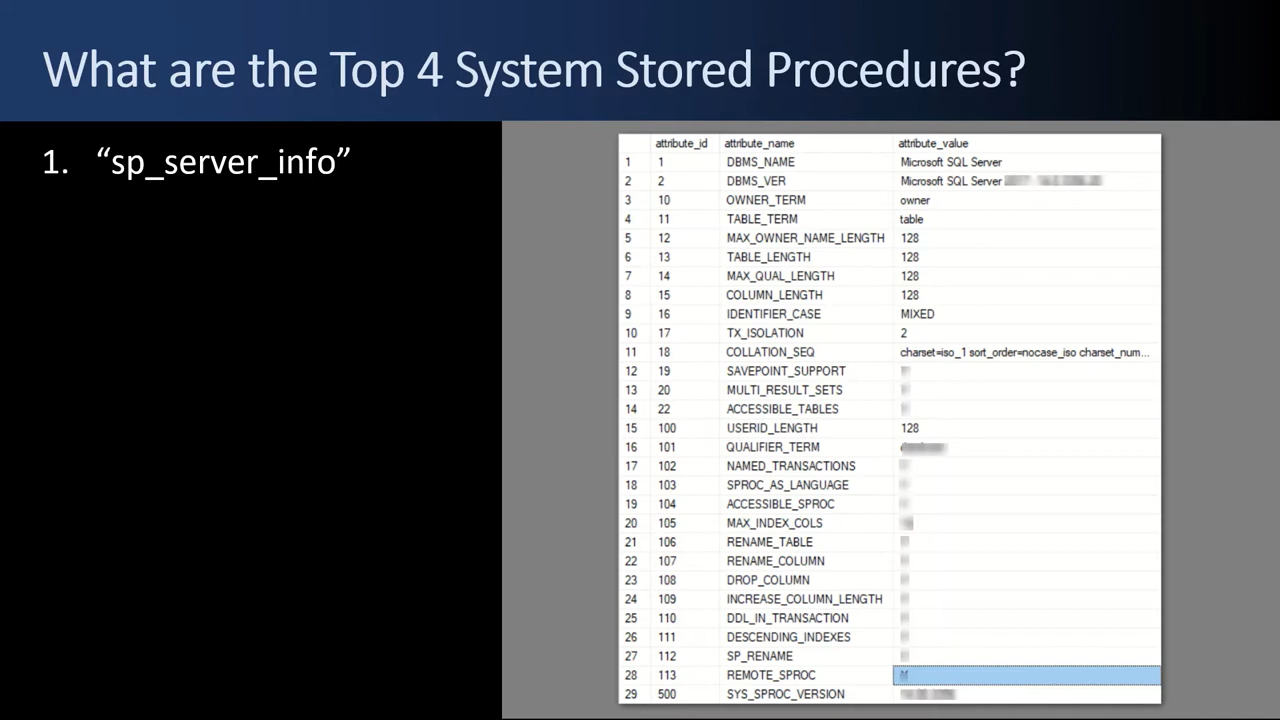 What are the Top 4 System Stored Procedures?
1. “sp_server_info”
attribute_id attribute_name attribute_value
1 1 DBMS_NAME Microsoft SQL Server
2 2 DBMS_VER Microsoft SQL Server
3 10 OWNER_TERM owner
4 11 TABLE_TERM table
5 12 MAX_OWNER_NAME_LENGTH 128
6 13 TABLE_LENGTH 128
7 14 MAX_QUAL_LENGTH 128
8 15 COLUMN_LENGTH 128
9 16 IDENTIFIER_CASE MIXED
10 17 TX_ISOLATION 2
11 18 COLLATION_SEQ charset=iso_1 sort_order=nocase_iso charset_num...
12 19 SAVEPOINT_SUPPORT
13 20 MULTI_RESULT_SETS
14 22 ACCESSIBLE_TABLES
15 100 USERID_LENGTH 128
16 101 QUALIFIER_TERM
17 102 NAMED_TRANSACTIONS
18 103 SPROC_AS_LANGUAGE
19 104 ACCESSIBLE_SPROC
20 105 MAX_INDEX_COLS
21 106 RENAME_TABLE
22 107 RENAME_COLUMN
23 108 DROP_COLUMN
24 109 INCREASE_COLUMN_LENGTH
25 110 DDL_IN_TRANSACTION
26 111 DESCENDING_INDEXES
27 112 SP_RENAME
28 113 REMOTE_SPROC
29 500 SYS_SPROC_VERSION